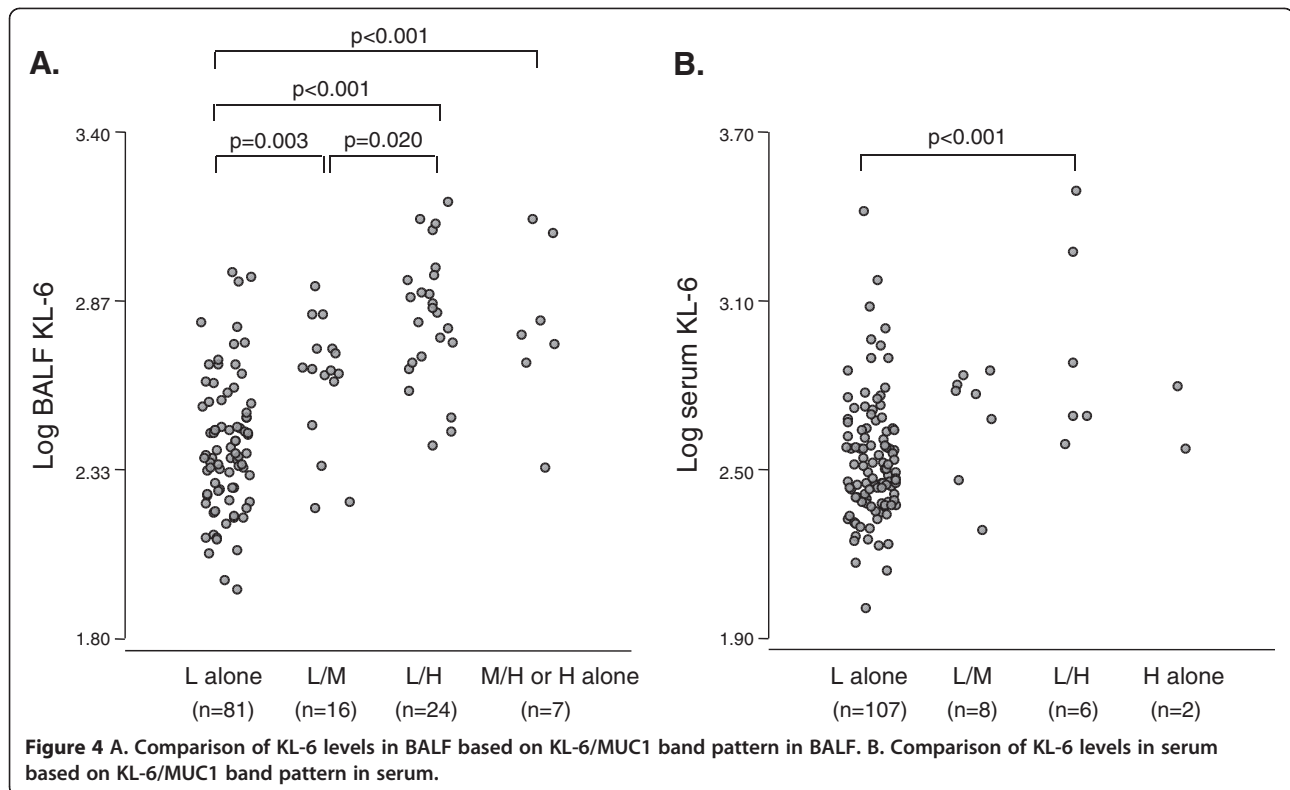 A.
p<0.001
p<0.001
p=0.003
p=0.020
3.40
2.87
2.33
1.80
Log BALF KL-6
L alone
L/M
L/H
M/H or H alone
(n=81)
(n=16)
(n=24)
(n=7)
B.
p<0.001
3.70
3.10
2.50
1.90
Log serum KL-6
L alone
L/M
L/H
H alone
(n=107)
(n=8)
(n=6)
(n=2)
Figure 4 A. Comparison of KL-6 levels in BALF based on KL-6/MUC1 band pattern in BALF. B. Comparison of KL-6 levels in serum
based on KL-6/MUC1 band pattern in serum.